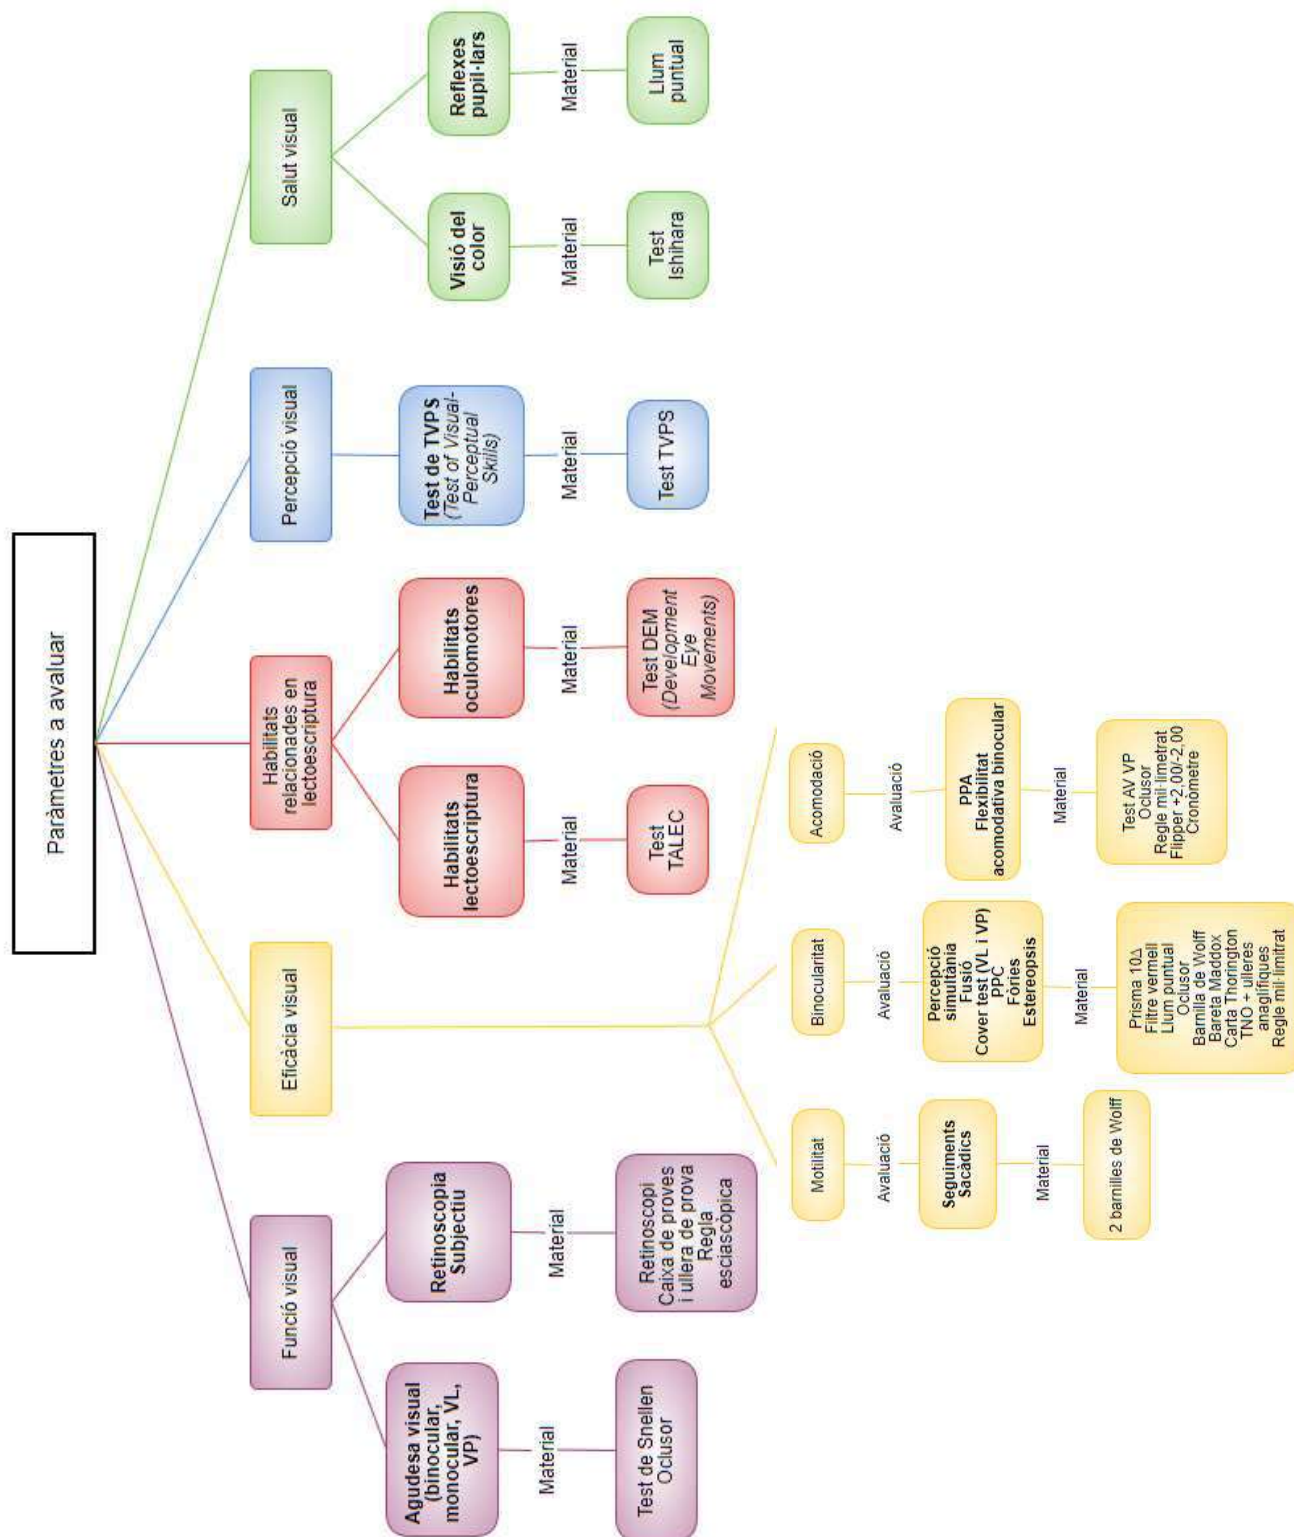 Paràmetres a avaluar
Funció visual
Agudesa visual
(binocular,
monocular, VL,
VP)
Material
Test de Snellen
Oclusor
Retinoscopia
Subjectiu
Material
Retinoscopi
Caixa de proves
i ullera de prova
Regla
esciascòpica
Eficàcia visual
Motilitat
Avaluació
Seguiments
Sacàdics
Material
2 barnilles de Wolff
Binocularitat
Avaluació
Percepció
simultània
Fusió
Cover test (VL i VP)
PPC
Fòries
Estereopsis
Material
Prisma 10Δ
Filtre vermell
Llum puntual
Oclusor
Barnilla de Wolff
Bareta Maddox
Carta Thorington
TNO + ulleres
anaglífiques
Regle mil·limitrat
Acomodació
Avaluació
PPA
Flexibilitat
acomodativa binocular
Material
Test AV VP
Oclusor
Regle mil·limetrat
Flipper +2,00/-2,00
Cronòmetre
Habilitats
relacionades en
lectoescriptura
Habilitats
lectoescriptura
Material
Test
TALEC
Habilitats
oculomotores
Material
Test DEM
(Development
Eye
Movements)
Percepció visual
Test de TVPS
(Test of Visual-
Perceptual
Skills)
Material
Test TVPS
Salut visual
Visió del
color
Material
Test
Ishihara
Reflexes
pupil·lars
Material
Llum
puntual